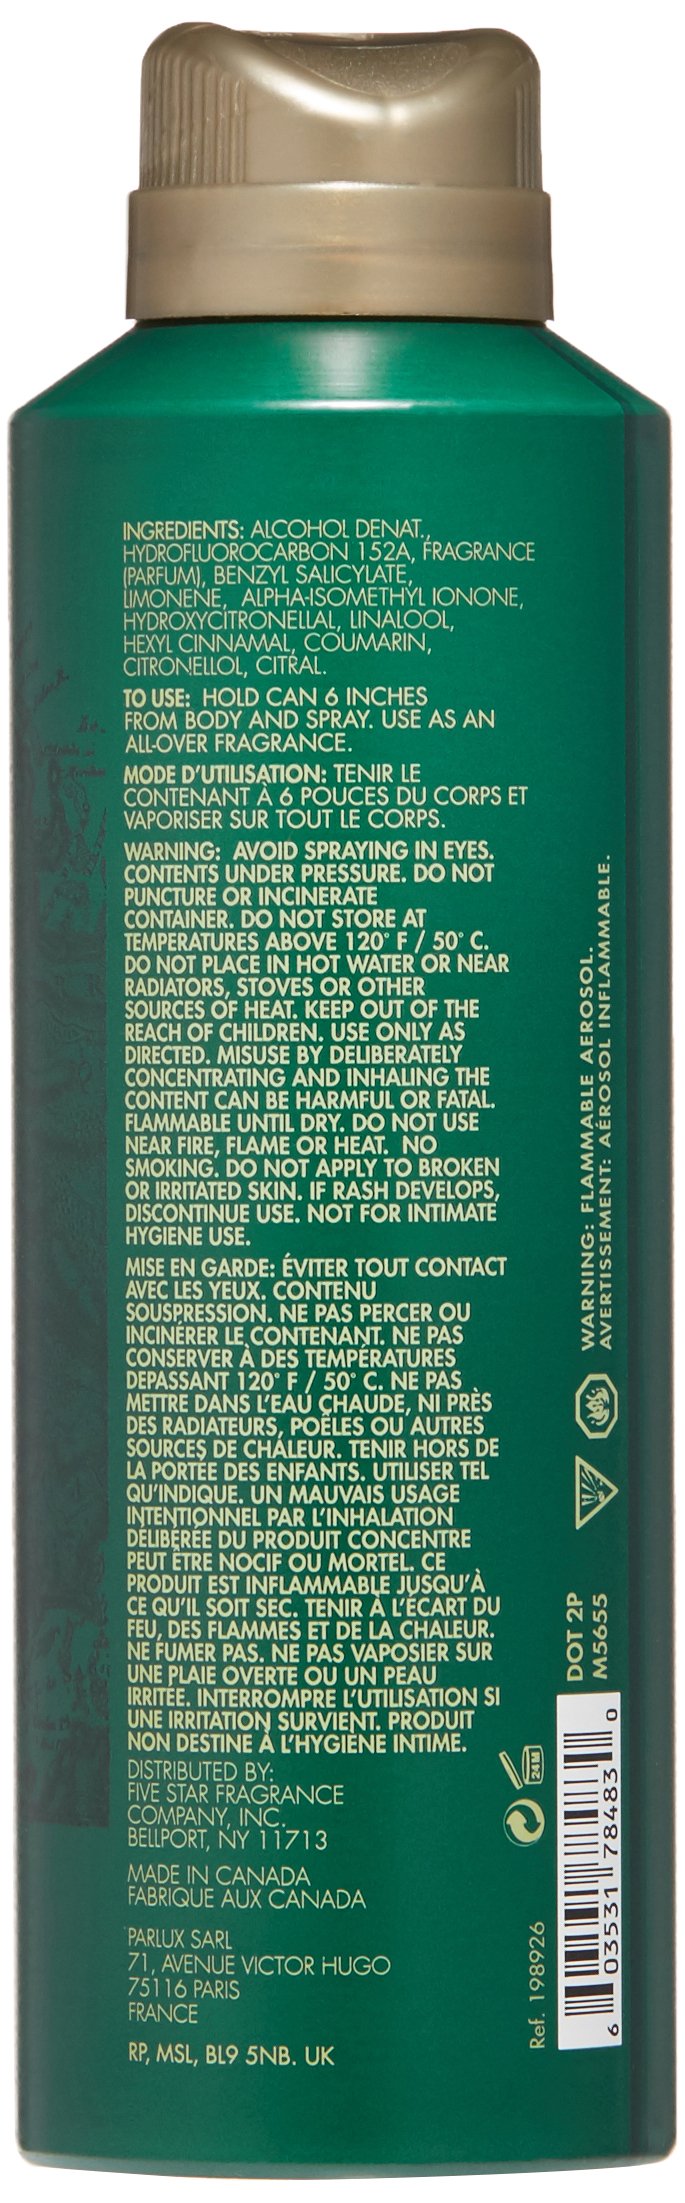 INGREDIENTS: ALCOHOL DENAT.,
HYDROFLUOROCARBON 152A, FRAGRANCE
(PARFUM), BENZYL SALICYLATE,
LIMONENE, ALPHA-ISOMETHYL IONONE,
HYDROXYCITRONELLAL, LINALOOL,
HEXYL CINNAMAL, COUMARIN,
CITRONELLOL, CITRAL.
TO USE: HOLD CAN 6 INCHES
FROM BODY AND SPRAY. USE AS AN
ALL-OVER FRAGRANCE.
MODE D'UTILISATION: TENIR LE
CONTENANT À 6 POUCES DU CORPS ET
VAPORISER SUR TOUT LE CORPS.
WARNING: AVOID SPRAYING IN EYES.
CONTENTS UNDER PRESSURE. DO NOT
PUNCTURE OR INCINERATE
CONTAINER. DO NOT STORE AT
TEMPERATURES ABOVE 120° F / 50° C.
DO NOT PLACE IN HOT WATER OR NEAR
RADIATORS, STOVES OR OTHER
SOURCES OF HEAT. KEEP OUT OF THE
REACH OF CHILDREN. USE ONLY AS
DIRECTED. MISUSE BY DELIBERATELY
CONCENTRATING AND INHALING THE
CONTENT CAN BE HARMFUL OR FATAL.
FLAMMABLE UNTIL DRY. DO NOT USE
NEAR FIRE, FLAME OR HEAT. NO
SMOKING. DO NOT APPLY TO BROKEN
OR IRRITATED SKIN. IF RASH DEVELOPS,
DISCONTINUE USE. NOT FOR INTIMATE
HYGIENE USE.
MISE EN GARDE: ÉVITER TOUT CONTACT
AVEC LES YEUX. CONTENU
SOUSPRESSION. NE PAS PERCER OU
INCINÉRER LE CONTENANT. NE PAS
CONSERVER À DES TEMPÉRATURES
DEPASSANT 120° F / 50° C. NE PAS
METTRE DANS L'EAU CHAUDE, NI PRÈS
DES RADIATEURS, POÊLES OU AUTRES
SOURCES DE CHALEUR. TENIR HORS DE
LA PORTÉE DES ENFANTS. UTILISER TEL
QU'INDIQUE. UN MAUVAIS USAGE
INTENTIONNEL PAR L'INHALATION
DÉLIBÉRÉE DU PRODUIT CONCENTRE
PEUT ÊTRE NOCIF OU MORTEL. CE
PRODUIT EST INFLAMMABLE JUSQU'À
CE QU'IL SOIT SEC. TENIR À L'ÉCART DU
FEU, DES FLAMMES ET DE LA CHALEUR.
NE FUMER PAS. NE PAS VAPOSIER SUR
UNE PLAIE OVERTE OU UN PEAU
IRRITÉE. INTERROMPRE L'UTILISATION SI
UNE IRRITATION SURVIENT. PRODUIT
NON DESTINE À L'HYGIENE INTIME.
DISTRIBUTED BY:
FIVE STAR FRAGRANCE
COMPANY, INC.
BELLPORT, NY 11713
MADE IN CANADA
FABRIQUE AUX CANADA
PARLUX SARL
71, AVENUE VICTOR HUGO
75116 PARIS
FRANCE
RP, MSL, BL9 5NB. UK
WARNING: FLAMMABLE AEROSOL.
AVERTISSEMENT: AÉROSOL INFLAMMABLE.
DOT 2P
M5655
24M
Ref. 198926
6 03531 78483 0